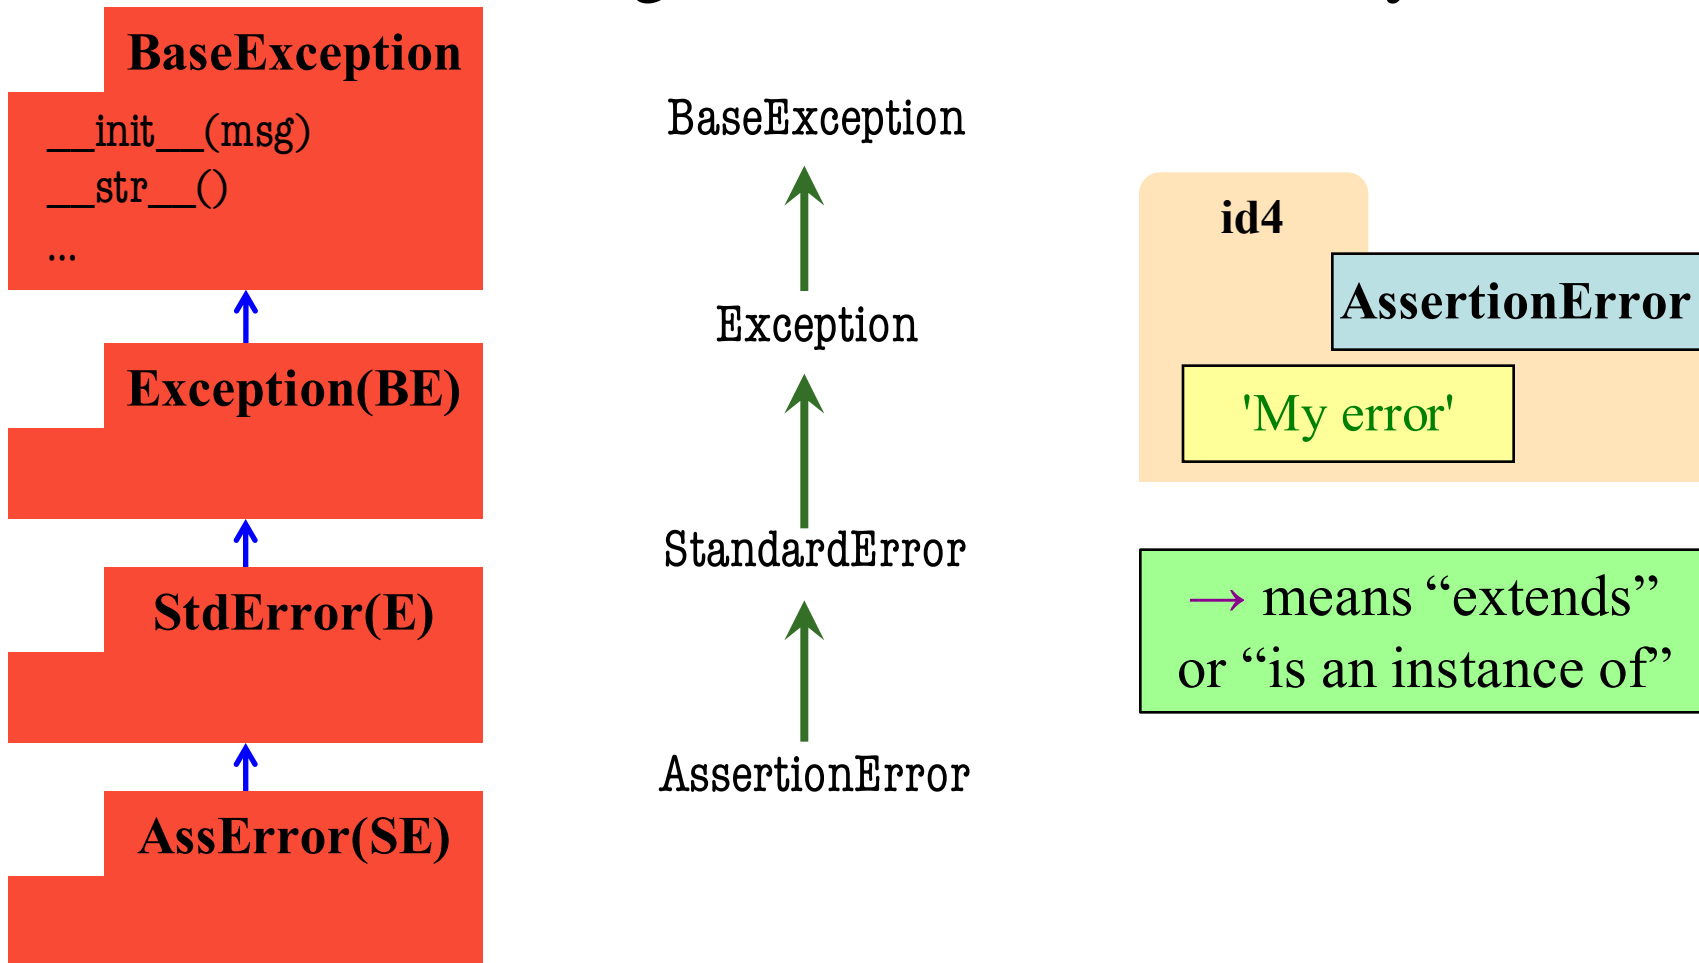 BaseException
__init__(msg)
__str__()
...
Exception(BE)
StdError(E)
AssError(SE)
BaseException
Exception
StandardError
AssertionError
id4
AssertionError
'My error'
→ means “extends”
or “is an instance of”